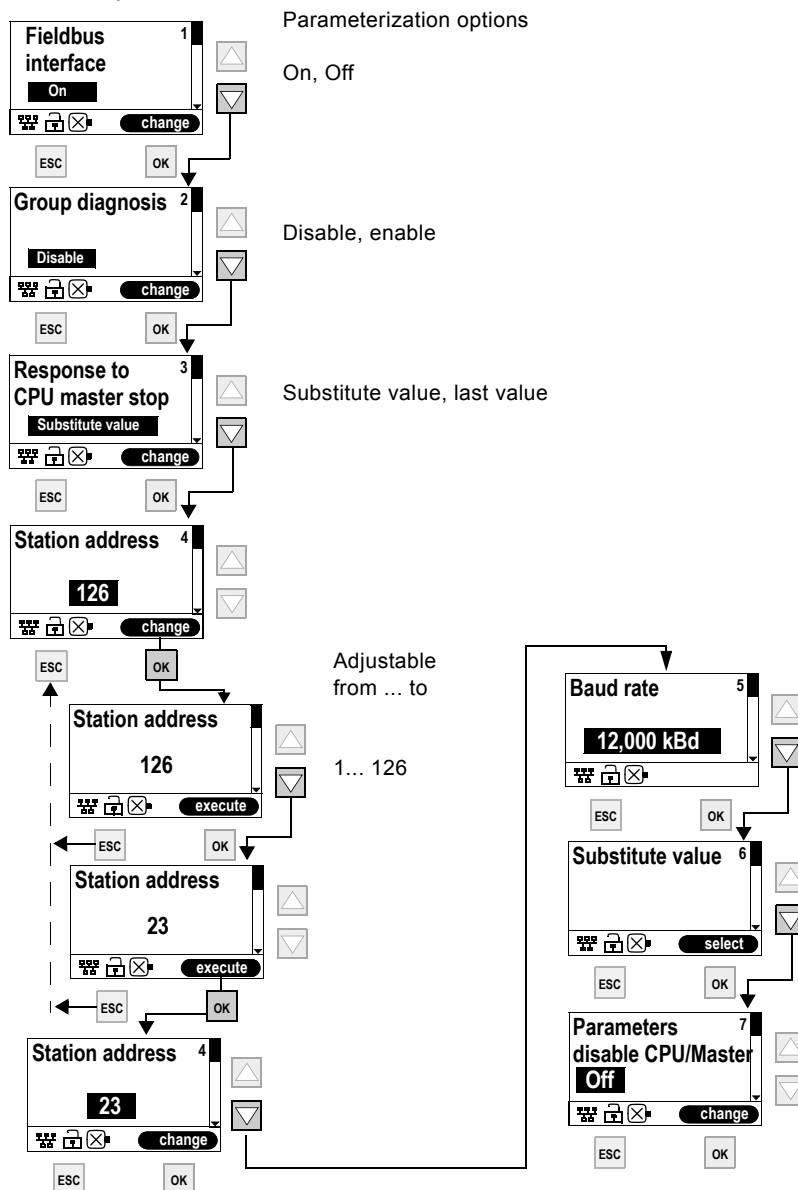 Parameterization options
Fieldbus 1
interface
On, Off
On
change
ESC OK
Group diagnosis 2
Disable, enable
Disable
change
ESC OK
Response to 3
CPU master stop
Substitute value, last value
Substitute value
change
ESC OK
Station address 4
126
change
ESC OK
Adjustable
from ... to
Station address
126
1... 126
execute
ESC OK
Station address
23
execute
ESC OK
Station address 4
23
change
ESC OK
Baud rate 5
12,000 kBd
ESC OK
Substitute value 6
select
ESC OK
Parameters 7
disable CPU/Master
Off
change
ESC OK